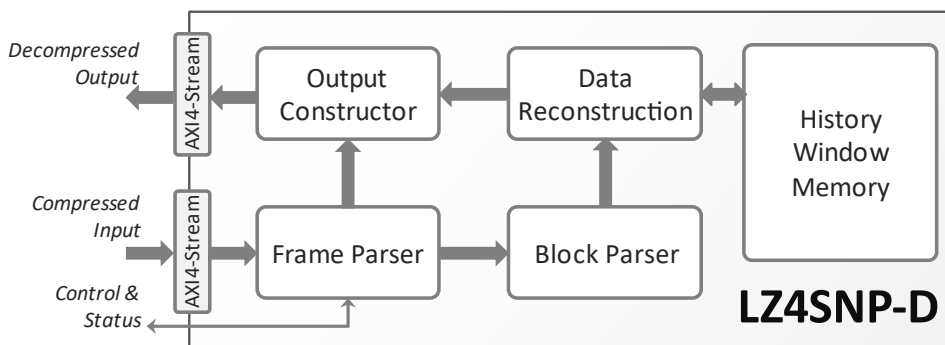 Decompressed
Output
AXI4-Stream
Output
Constructor
Data
Reconstruction
History
Window
Memory
Compressed
Input
AXI4-Stream
Frame Parser
Block Parser
Control &
Status
LZ4SNP-D